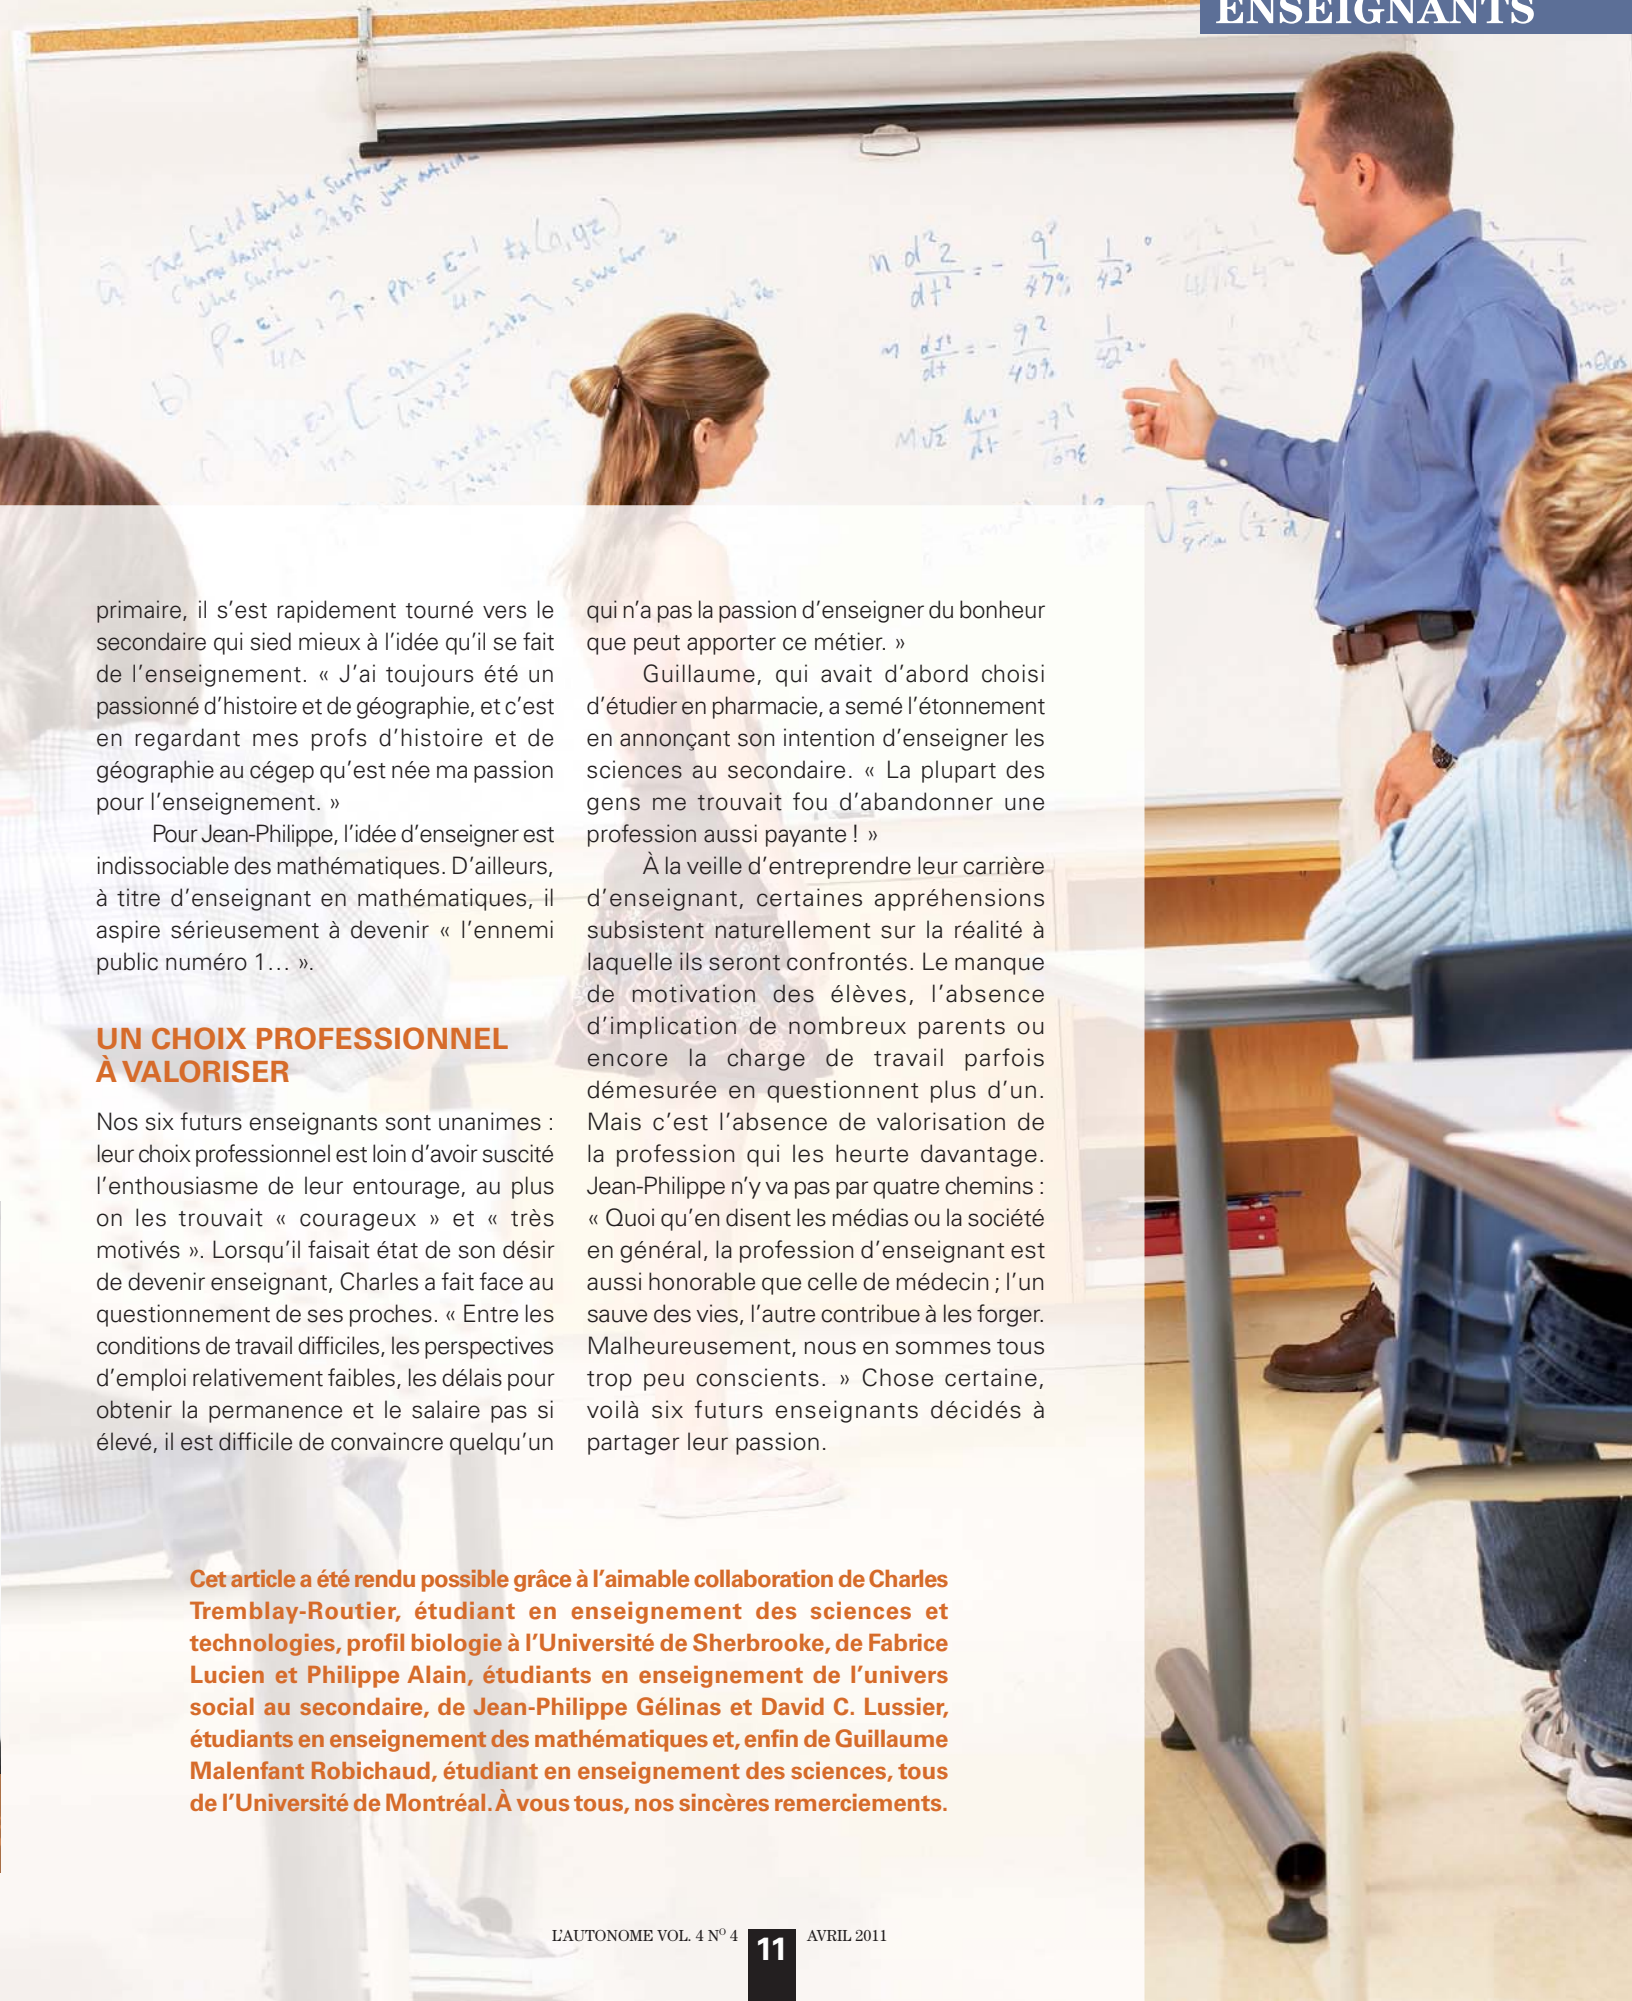 ENSEIGNANTS
primaire, il s’est rapidement tourné vers le
secondaire qui sied mieux à l’idée qu’il se fait
de l’enseignement. « J’ai toujours été un
passionné d’histoire et de géographie, et c’est
en regardant mes profs d’histoire et de
géographie au cégep qu’est née ma passion
pour l’enseignement. »
Pour Jean-Philippe, l’idée d’enseigner est
indissociable des mathématiques. D’ailleurs,
à titre d’enseignant en mathématiques, il
aspire sérieusement à devenir « l’ennemi
public numéro 1… ».
UN CHOIX PROFESSIONNEL
À VALORISER
Nos six futurs enseignants sont unanimes :
leur choix professionnel est loin d’avoir suscité
l’enthousiasme de leur entourage, au plus
on les trouvait « courageux » et « très
motivés ». Lorsqu’il faisait état de son désir
de devenir enseignant, Charles a fait face au
questionnement de ses proches. « Entre les
conditions de travail difficiles, les perspectives
d’emploi relativement faibles, les délais pour
obtenir la permanence et le salaire pas si
élevé, il est difficile de convaincre quelqu’un
qui n’a pas la passion d’enseigner du bonheur
que peut apporter ce métier. »
Guillaume, qui avait d’abord choisi
d’étudier en pharmacie, a semé l’étonnement
en annonçant son intention d’enseigner les
sciences au secondaire. « La plupart des
gens me trouvait fou d’abandonner une
profession aussi payante ! »
À la veille d’entreprendre leur carrière
d’enseignant, certaines appréhensions
subsistent naturellement sur la réalité à
laquelle ils seront confrontés. Le manque
de motivation des élèves, l’absence
d’implication de nombreux parents ou
encore la charge de travail parfois
démesurée en questionnent plus d’un.
Mais c’est l’absence de valorisation de
la profession qui les heurte davantage.
Jean-Philippe n’y va pas par quatre chemins :
« Quoi qu’en disent les médias ou la société
en général, la profession d’enseignant est
aussi honorable que celle de médecin ; l’un
sauve des vies, l’autre contribue à les forger.
Malheureusement, nous en sommes tous
trop peu conscients. » Chose certaine,
voilà six futurs enseignants décidés à
partager leur passion.
Cet article a été rendu possible grâce à l’aimable collaboration de Charles
Tremblay-Routier, étudiant en enseignement des sciences et
technologies, profil biologie à l’Université de Sherbrooke, de Fabrice
Lucien et Philippe Alain, étudiants en enseignement de l’univers
social au secondaire, de Jean-Philippe Gélinas et David C. Lussier,
étudiants en enseignement des mathématiques et, enfin de Guillaume
Malenfant Robichaud, étudiant en enseignement des sciences, tous
de l’Université de Montréal. À vous tous, nos sincères remerciements.
L’AUTONOME VOL. 4 Nº 4 11 AVRIL 2011